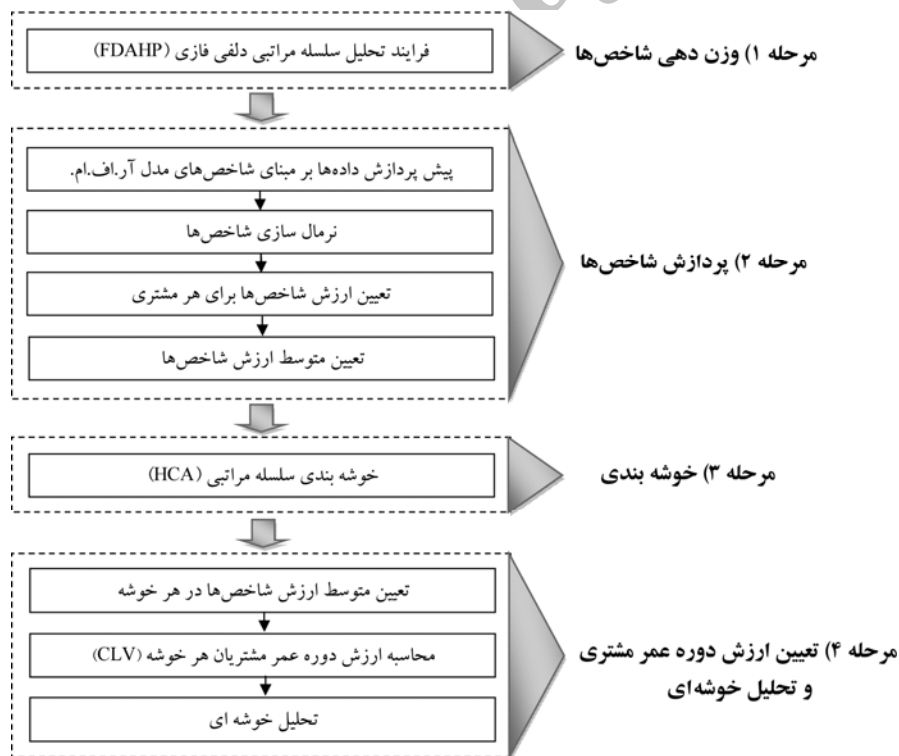 مرحله ۱) وزن دهی شاخص‌ها
فرایند تحلیل سلسله مراتبی دلفی فازی (FDAHP)
مرحله ۲) پردازش شاخص‌ها
پیش پردازش داده‌ها بر مبنای شاخص‌های مدل آر.اف.ام.
نرمال سازی شاخص‌ها
تعیین ارزش شاخص‌ها برای هر مشتری
تعیین متوسط ارزش شاخص‌ها
مرحله ۳) خوشه بندی
خوشه بندی سلسله مراتبی (HCA)
مرحله ۴) تعیین ارزش دوره عمر مشتری
و تحلیل خوشه‌ای
تعیین متوسط ارزش شاخص‌ها در هر خوشه
محاسبه ارزش دوره عمر مشتریان هر خوشه (CLV)
تحلیل خوشه ای